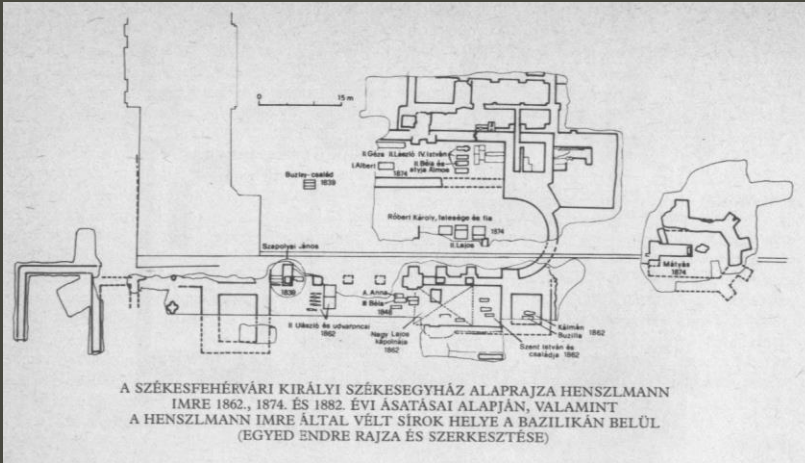 0 15 m
II.Géza II.László IV.István
I.Albert
1874
II.Béla és
atyja Álmos
Buzlay-család
1839
Róbert Károly, felesége és fia
1874
II.Lajos
Szapolyai János
1839
Mátyás
1874
A. Anna
III Béla
1848
II Ulászló és udvaroncai
1862
Nagy Lajos
kápolnája
1862
Kálmán
Buzilla 1862
Szent István és
családja 1862
A SZÉKESFEHÉRVÁRI KIRÁLYI SZÉKESEGYHÁZ ALAPRAJZA HENSZLMANN
IMRE 1862., 1874. ÉS 1882. ÉVI ÁSATÁSAI ALAPJÁN, VALAMINT
A HENSZLMANN IMRE ÁLTAL VÉLT SÍROK HELYE A BAZILIKÁN BELÜL
(EGYED ENDRE RAJZA ÉS SZERKESZTÉSE)